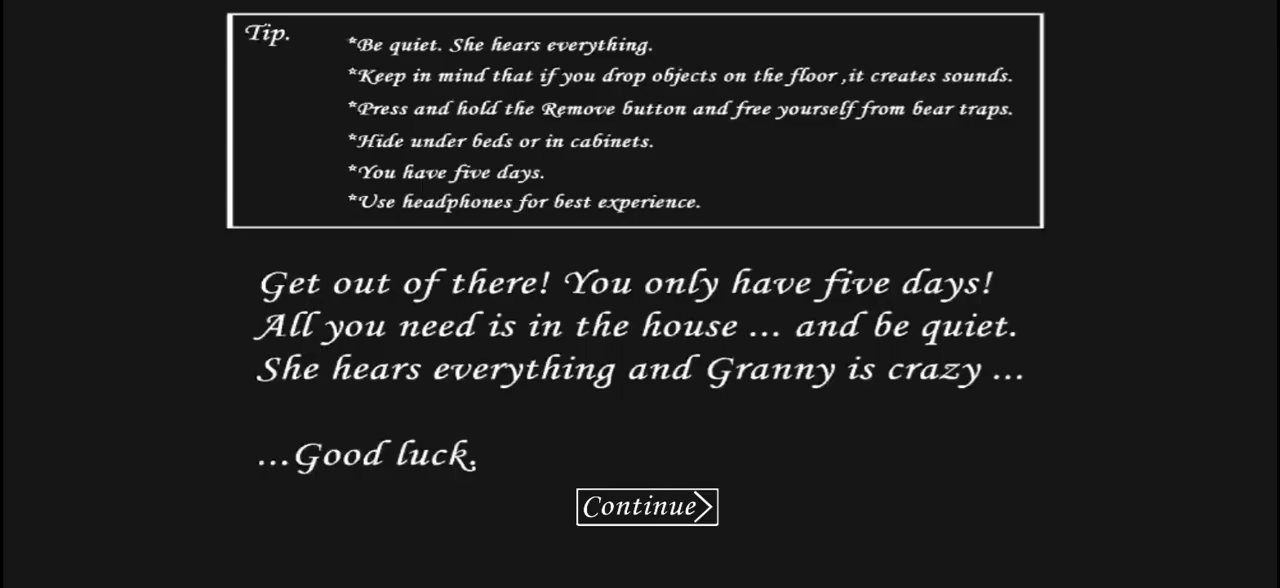 Tip.
*Be quiet. She hears everything.
*Keep in mind that if you drop objects on the floor ,it creates sounds.
*Press and hold the Remove button and free yourself from bear traps.
*Hide under beds or in cabinets.
*You have five days.
*Use headphones for best experience.
Get out of there! You only have five days!
All you need is in the house ... and be quiet.
She hears everything and Granny is crazy ...
...Good luck.
Continue>